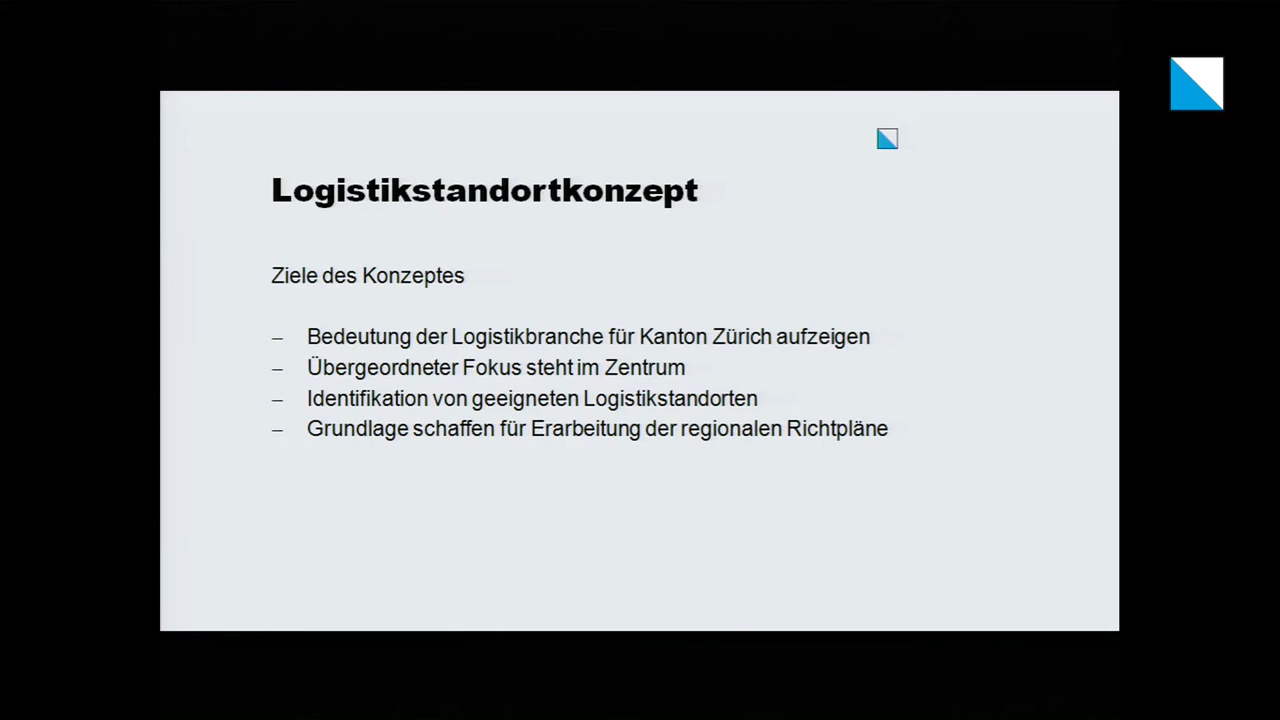 Logistikstandortkonzept
Ziele des Konzeptes
– Bedeutung der Logistikbranche für Kanton Zürich aufzeigen
– Übergeordneter Fokus steht im Zentrum
– Identifikation von geeigneten Logistikstandorten
– Grundlage schaffen für Erarbeitung der regionalen Richtpläne